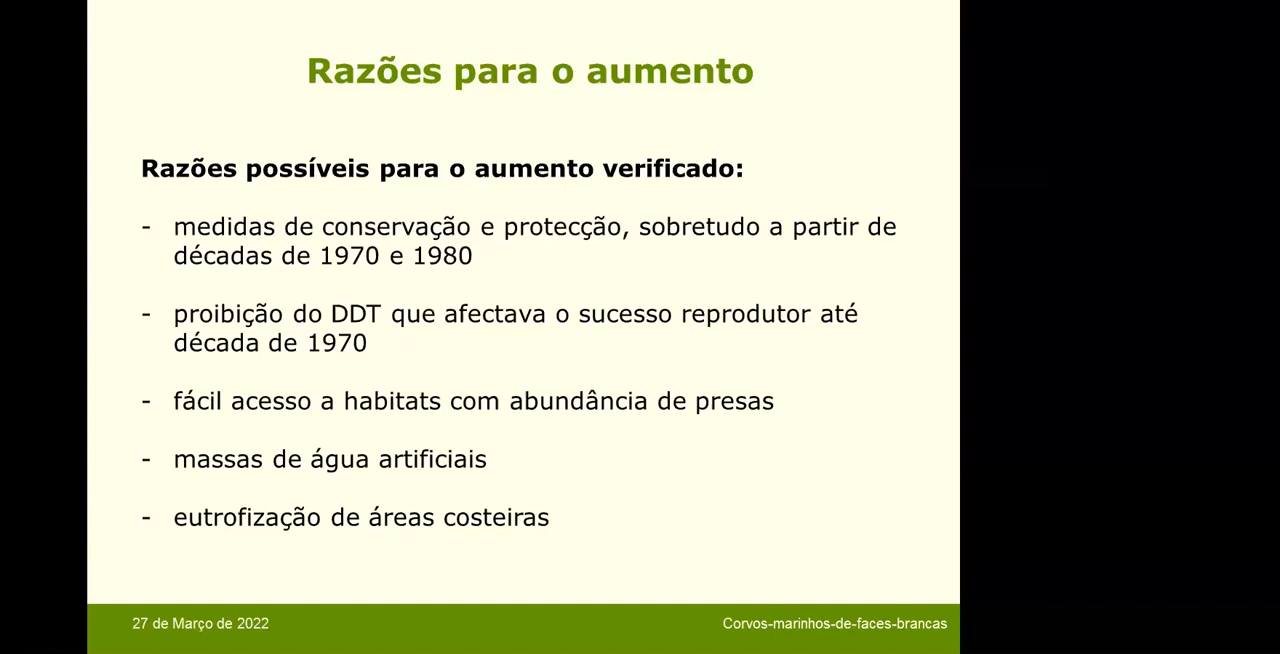 Razões para o aumento
Razões possíveis para o aumento verificado:
- medidas de conservação e protecção, sobretudo a partir de
décadas de 1970 e 1980
- proibição do DDT que afectava o sucesso reprodutor até
década de 1970
- fácil acesso a habitats com abundância de presas
- massas de água artificiais
- eutrofização de áreas costeiras
27 de Março de 2022
Corvos-marinhos-de-faces-brancas